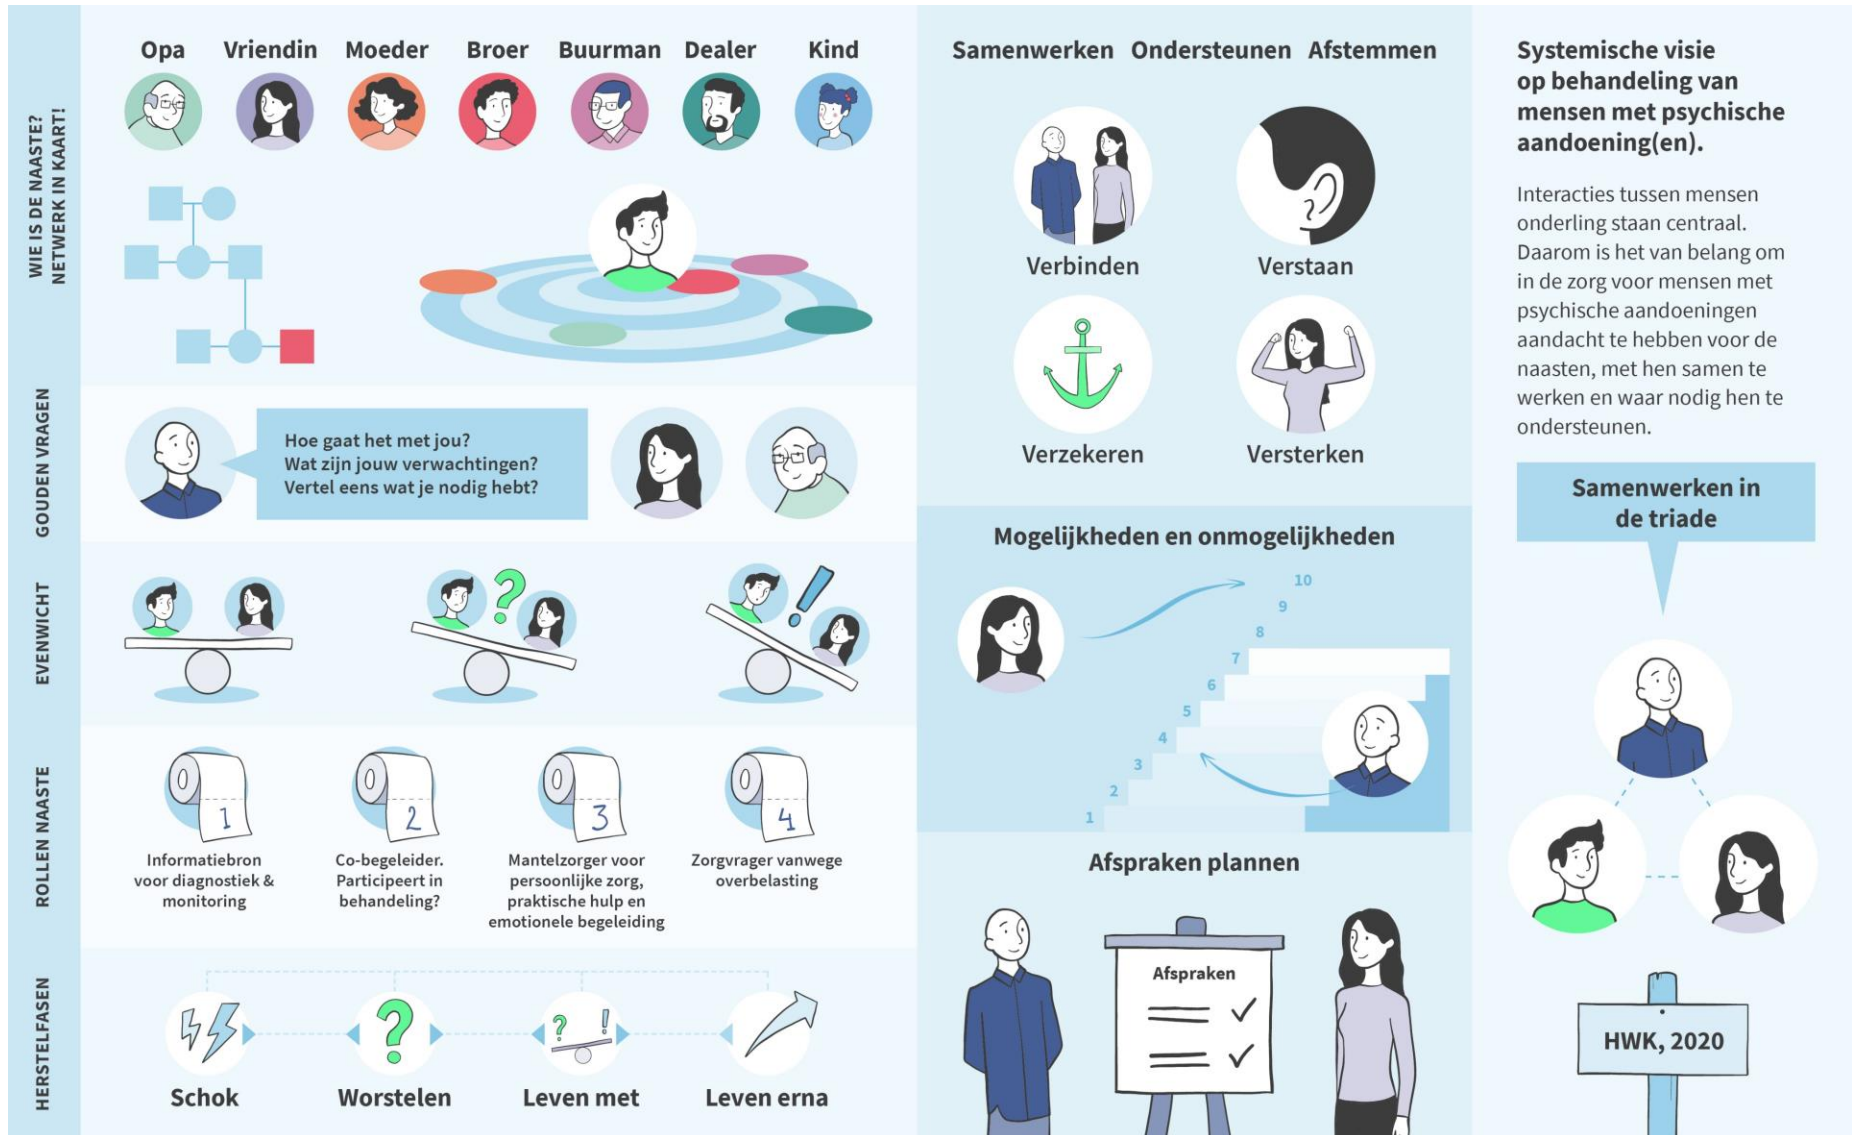 WIE IS DE NAASTE?
NETWERK IN KAART!
Opa
Vriendin
Moeder
Broer
Buurman
Dealer
Kind
GOUDEN VRAGEN
Hoe gaat het met jou?
Wat zijn jouw verwachtingen?
Vertel eens wat je nodig hebt?
EVENWICHT
?
!
ROLLEN NAASTE
1
Informatiebron
voor diagnostiek &
monitoring
2
Co-begeleider.
Participeert in
behandeling?
3
Mantelzorger voor
persoonlijke zorg,
praktische hulp en
emotionele begeleiding
4
Zorgvrager vanwege
overbelasting
HERSTELFASEN
?
? !
Schok
Worstelen
Leven met
Leven erna
Samenwerken Ondersteunen Afstemmen
Verbinden
Verstaan
Verzekeren
Versterken
Mogelijkheden en onmogelijkheden
10
9
8
7
6
5
4
3
2
1
Afspraken plannen
Afspraken
Systemische visie
op behandeling van
mensen met psychische
aandoening(en).
Interacties tussen mensen
onderling staan centraal.
Daarom is het van belang om
in de zorg voor mensen met
psychische aandoeningen
aandacht te hebben voor de
naasten, met hen samen te
werken en waar nodig hen te
ondersteunen.
Samenwerken in
de triade
HWK, 2020